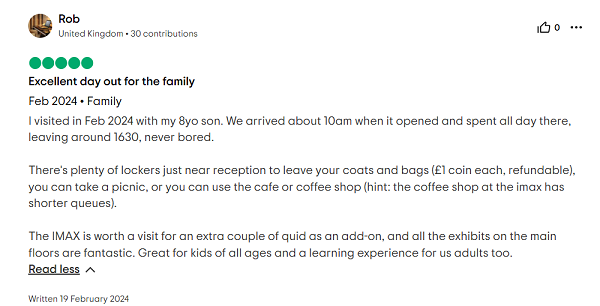 Rob
United Kingdom • 30 contributions
0
Excellent day out for the family
Feb 2024 • Family
I visited in Feb 2024 with my 8yo son. We arrived about 10am when it opened and spent all day there,
leaving around 1630, never bored.
There's plenty of lockers just near reception to leave your coats and bags (£1 coin each, refundable),
you can take a picnic, or you can use the cafe or coffee shop (hint: the coffee shop at the imax has
shorter queues).
The IMAX is worth a visit for an extra couple of quid as an add-on, and all the exhibits on the main
floors are fantastic. Great for kids of all ages and a learning experience for us adults too.
Read less
Written 19 February 2024